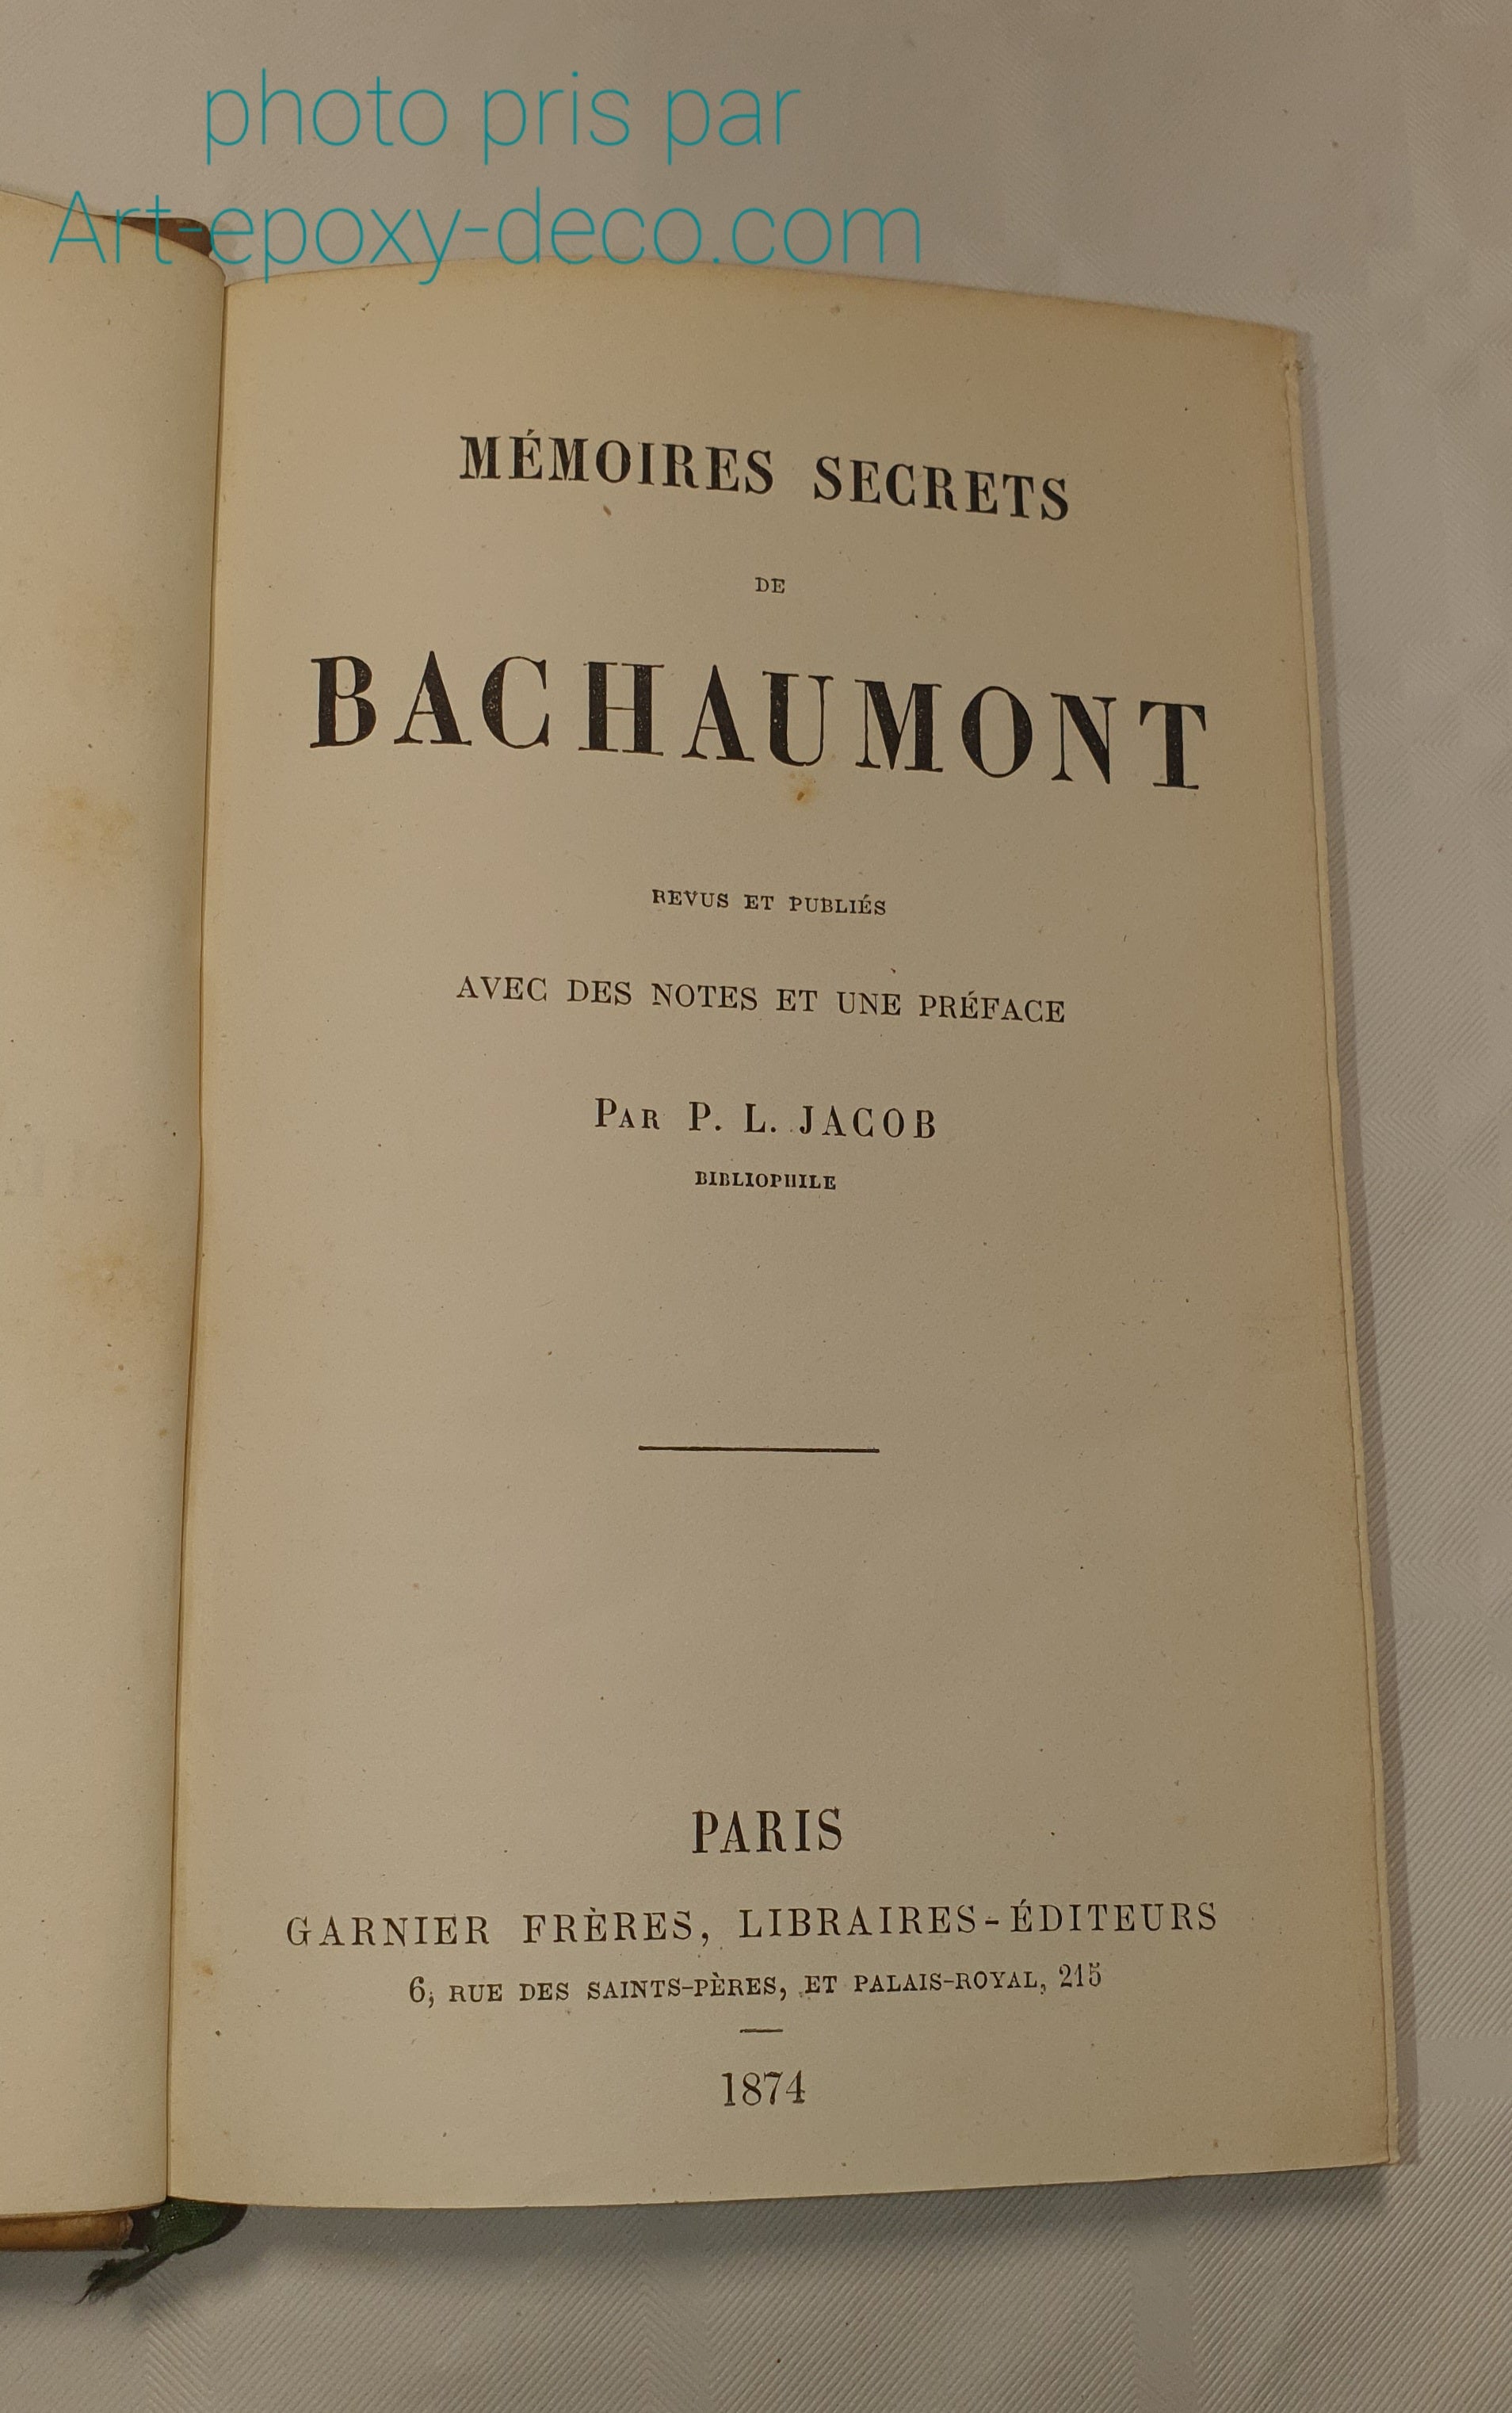 photo pris par
Art-epoxy-deco.com
MÉMOIRES SECRETS
DE
BACHAUMONT
REVUS ET PUBLIÉS
AVEC DES NOTES ET UNE PRÉFACE
PAR P. L. JACOB
BIBLIOPHILE
PARIS
GARNIER FRÈRES, LIBRAIRES-ÉDITEURS
6, RUE DES SAINTS-PÈRES, ET PALAIS-ROYAL, 215
1874